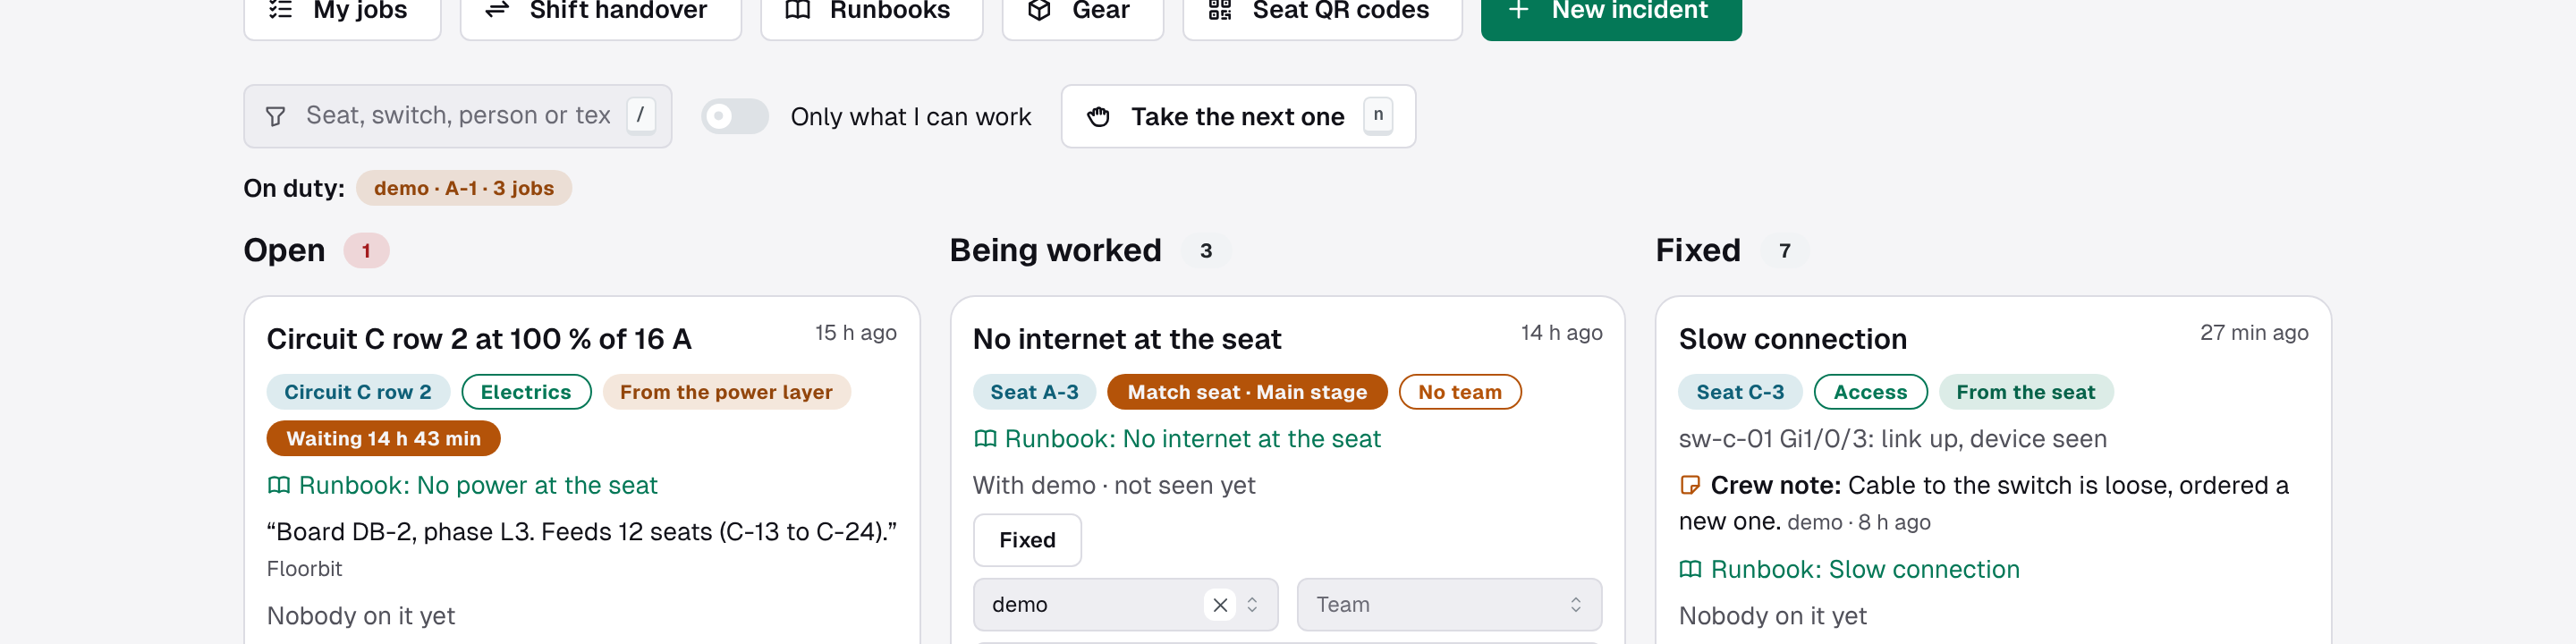 My jobs
Shift handover
Runbooks
Gear
Seat QR codes
New incident
Seat, switch, person or tex
/
Only what I can work
Take the next one
n
On duty:
demo · A-1 · 3 jobs
Open
1
Circuit C row 2 at 100 % of 16 A
15 h ago
Circuit C row 2
Electrics
From the power layer
Waiting 14 h 43 min
Runbook: No power at the seat
“Board DB-2, phase L3. Feeds 12 seats (C-13 to C-24).”
Floorbit
Nobody on it yet
Being worked
3
No internet at the seat
14 h ago
Seat A-3
Match seat · Main stage
No team
Runbook: No internet at the seat
With demo · not seen yet
Fixed
demo
Team
Fixed
7
Slow connection
27 min ago
Seat C-3
Access
From the seat
sw-c-01 Gi1/0/3: link up, device seen
Crew note: Cable to the switch is loose, ordered a
new one. demo · 8 h ago
Runbook: Slow connection
Nobody on it yet